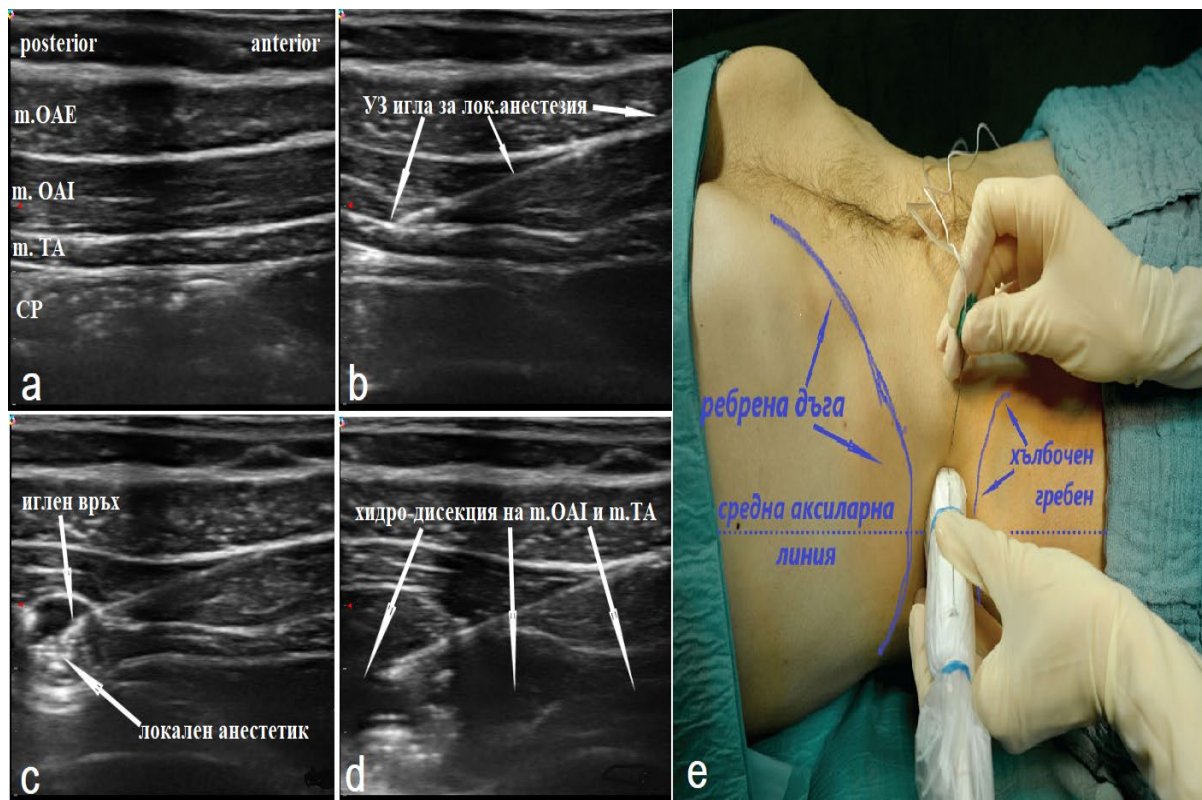 posterior anterior
m.OAE
m. OAI
m. TA
CP
a
УЗ игла за лок.анестезия
b
иглен връх
локален анестетик
c
хидро-дисекция на m.OAI и m.TA
d
ребрена дъга
хълбочен
гребен
средна аксиларна
линия
e